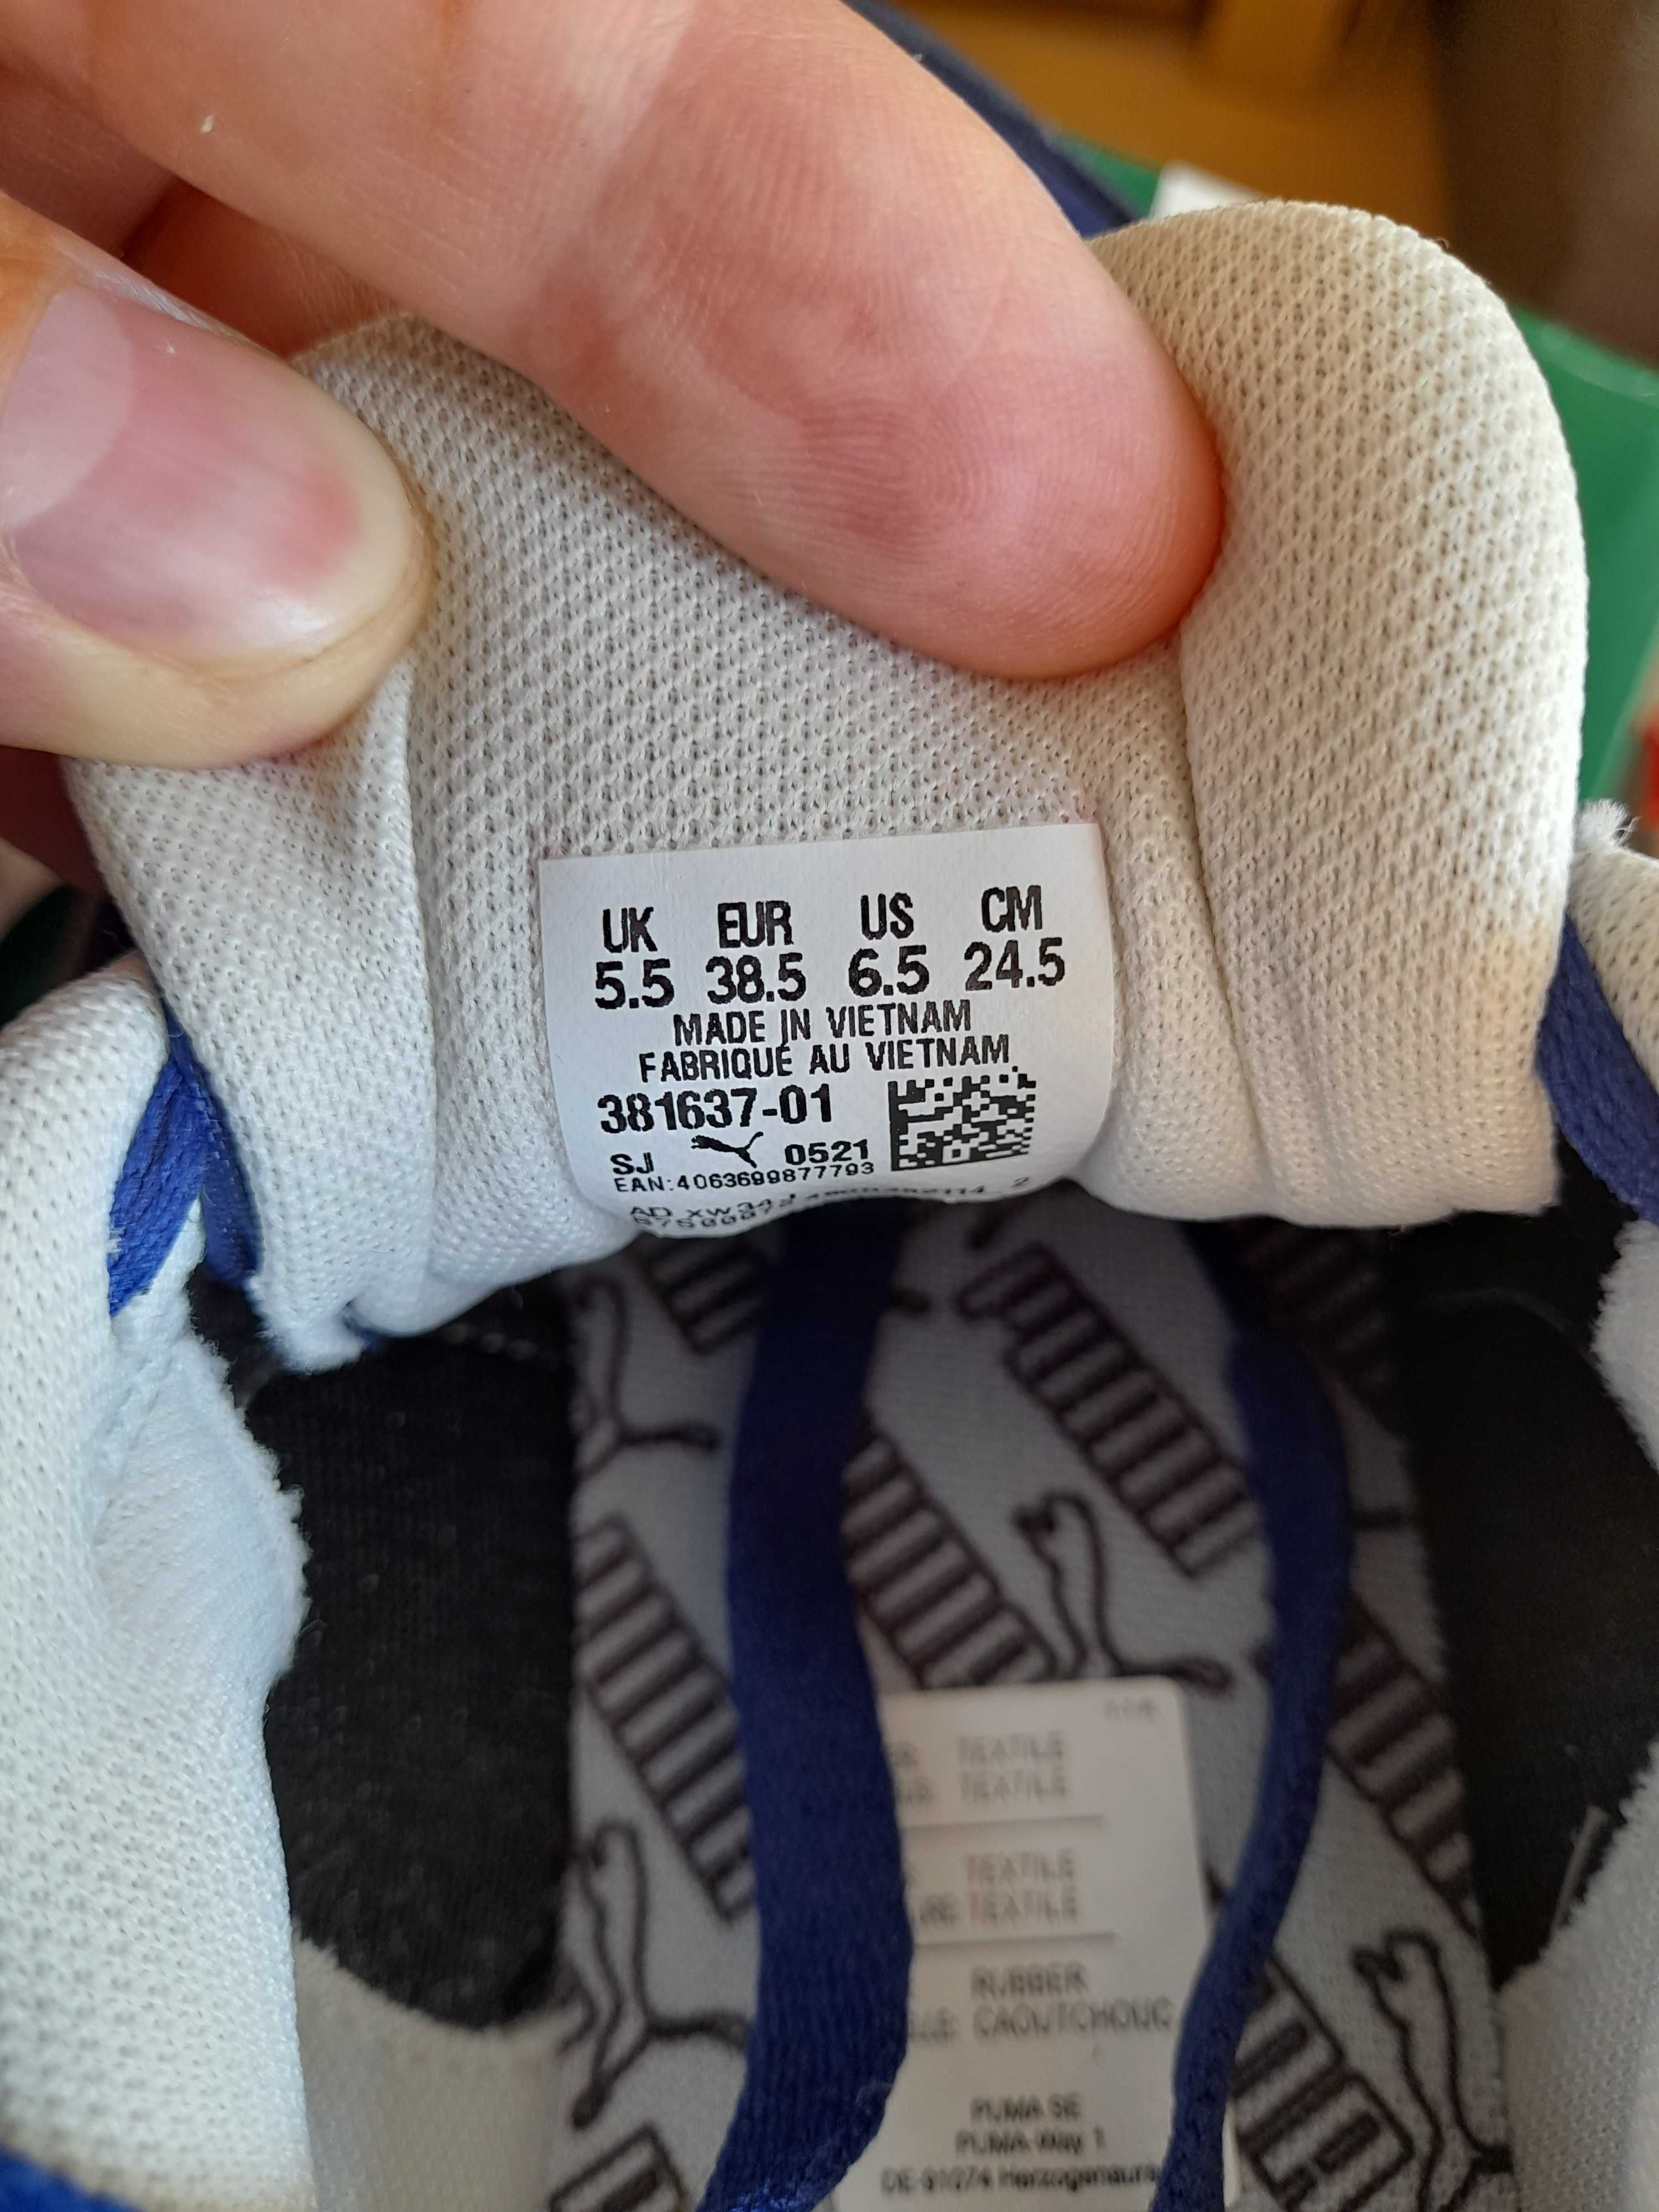 UK EUR US CM
5.5 38.5 6.5 24.5
MADE IN VIETNAM
FABRIQUÉ AU VIETNAM
381637-01
SJ 0521
EAN:4063699877793
TEXTILE
TEXTILE
TEXTILE
TEXTILE
RUBBER
CAOUTCHOUC
PUMA SE
PUMA Way 1